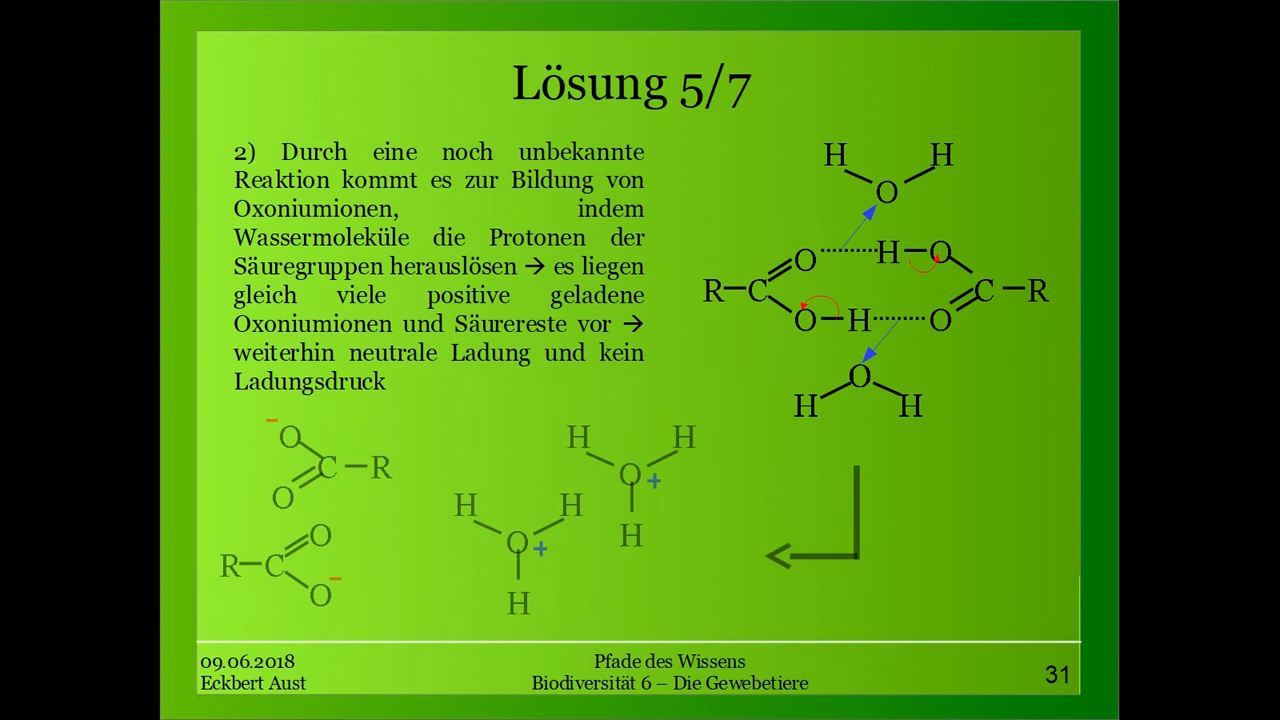 Lösung 5/7
2) Durch eine noch unbekannte
Reaktion kommt es zur Bildung von
Oxoniumionen, indem
Wassermoleküle die Protonen der
Säuregruppen herauslösen → es liegen
gleich viele positive geladene
Oxoniumionen und Säurereste vor →
weiterhin neutrale Ladung und kein
Ladungsdruck
H H
O
O H O
R C C R
O H O
O
H H
– O
C R
O
O
R C
O –
H H
O +
H
H H
O +
H
09.06.2018
Eckbert Aust
Pfade des Wissens
Biodiversität 6 – Die Gewebetiere
31